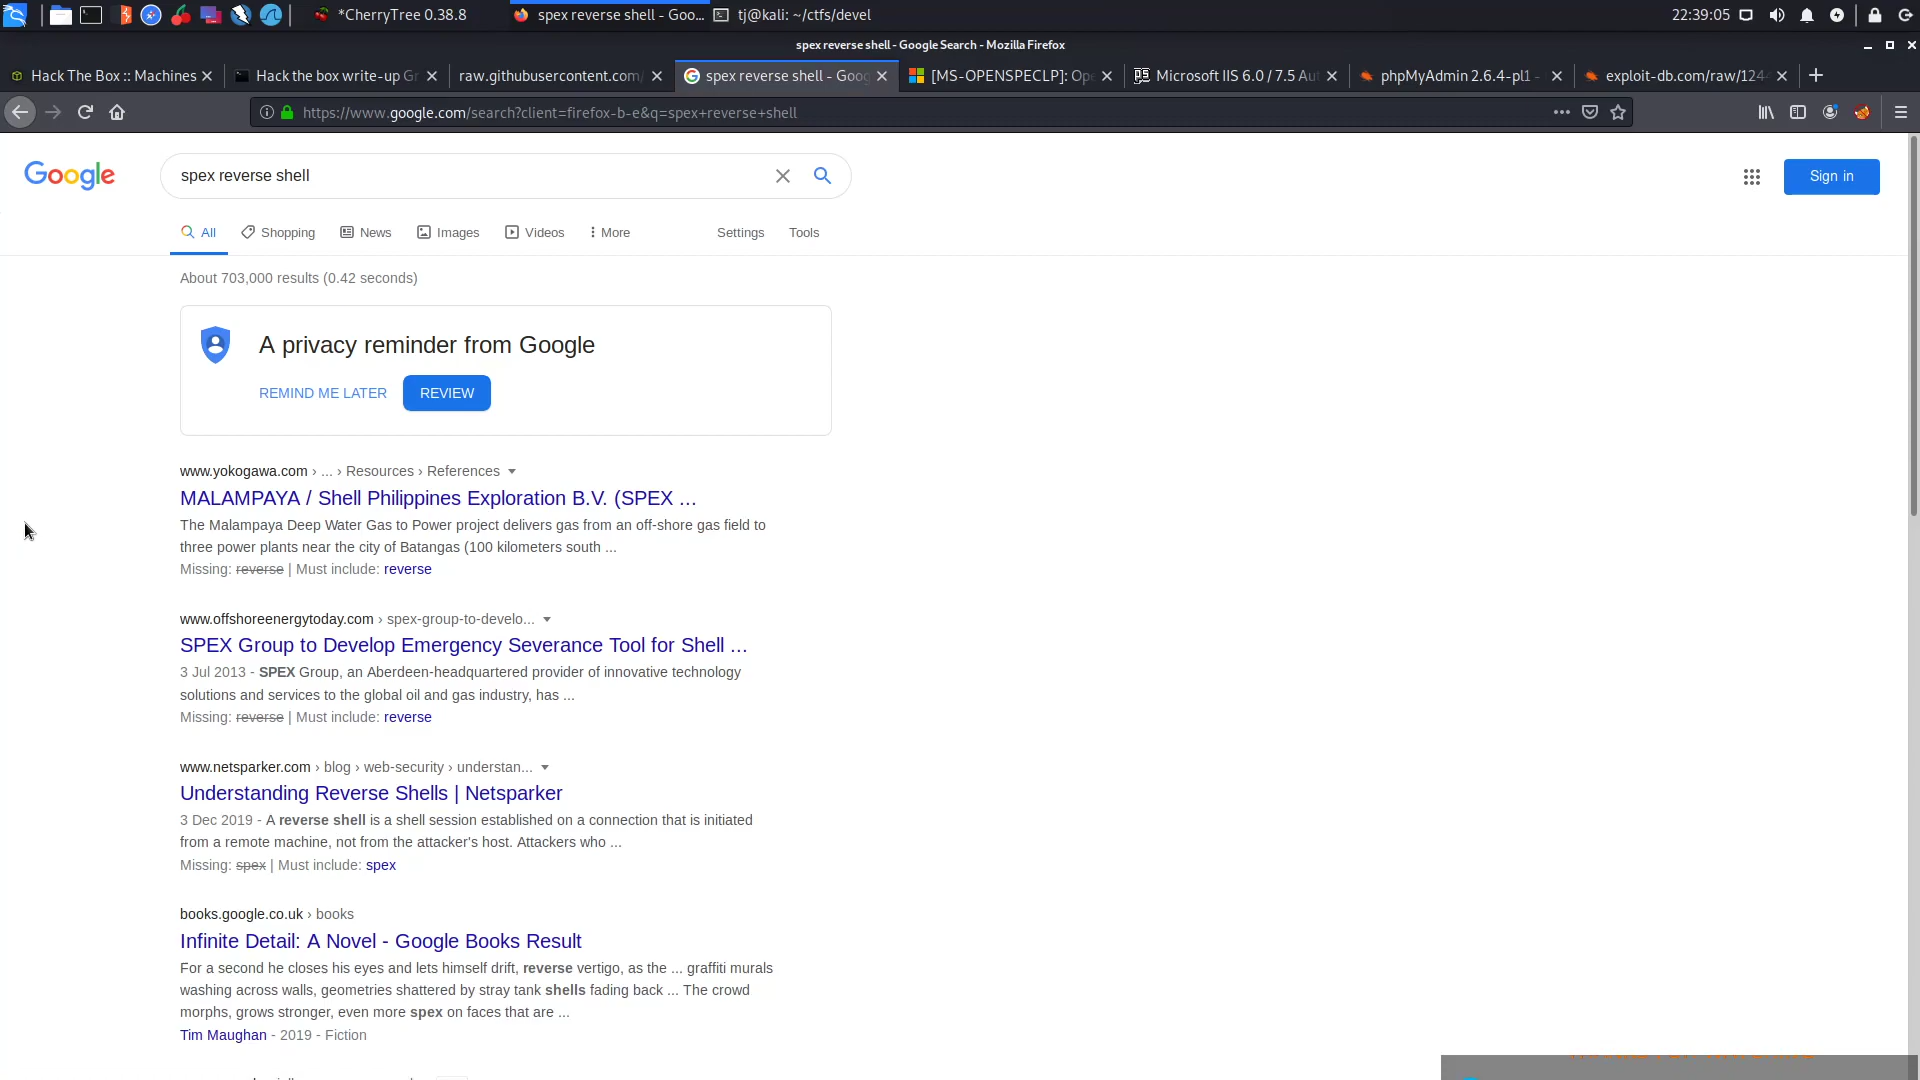 *CherryTree 0.38.8
spex reverse shell - Goo...
tj@kali: ~/ctfs/devel
22:39:05
spex reverse shell - Google Search - Mozilla Firefox
Hack The Box :: Machines
Hack the box write-up Gr
raw.githubusercontent.com/
spex reverse shell - Goog
[MS-OPENSPECLP]: Ope
Microsoft IIS 6.0 / 7.5 Aut
phpMyAdmin 2.6.4-pl1 -
exploit-db.com/raw/124
https://www.google.com/search?client=firefox-b-e&q=spex+reverse+shell
Google
spex reverse shell
Sign in
All
Shopping
News
Images
Videos
More
Settings
Tools
About 703,000 results (0.42 seconds)
A privacy reminder from Google
REMIND ME LATER
REVIEW
www.yokogawa.com › ... › Resources › References
MALAMPAYA / Shell Philippines Exploration B.V. (SPEX ...
The Malampaya Deep Water Gas to Power project delivers gas from an off-shore gas field to
three power plants near the city of Batangas (100 kilometers south ...
Missing: reverse | Must include: reverse
www.offshoreenergytoday.com › spex-group-to-develo...
SPEX Group to Develop Emergency Severance Tool for Shell ...
3 Jul 2013 - SPEX Group, an Aberdeen-headquartered provider of innovative technology
solutions and services to the global oil and gas industry, has ...
Missing: reverse | Must include: reverse
www.netsparker.com › blog › web-security › understan...
Understanding Reverse Shells | Netsparker
3 Dec 2019 - A reverse shell is a shell session established on a connection that is initiated
from a remote machine, not from the attacker's host. Attackers who ...
Missing: spex | Must include: spex
books.google.co.uk › books
Infinite Detail: A Novel - Google Books Result
For a second he closes his eyes and lets himself drift, reverse vertigo, as the ... graffiti murals
washing across walls, geometries shattered by stray tank shells fading back ... The crowd
morphs, grows stronger, even more spex on faces that are ...
Tim Maughan - 2019 - Fiction